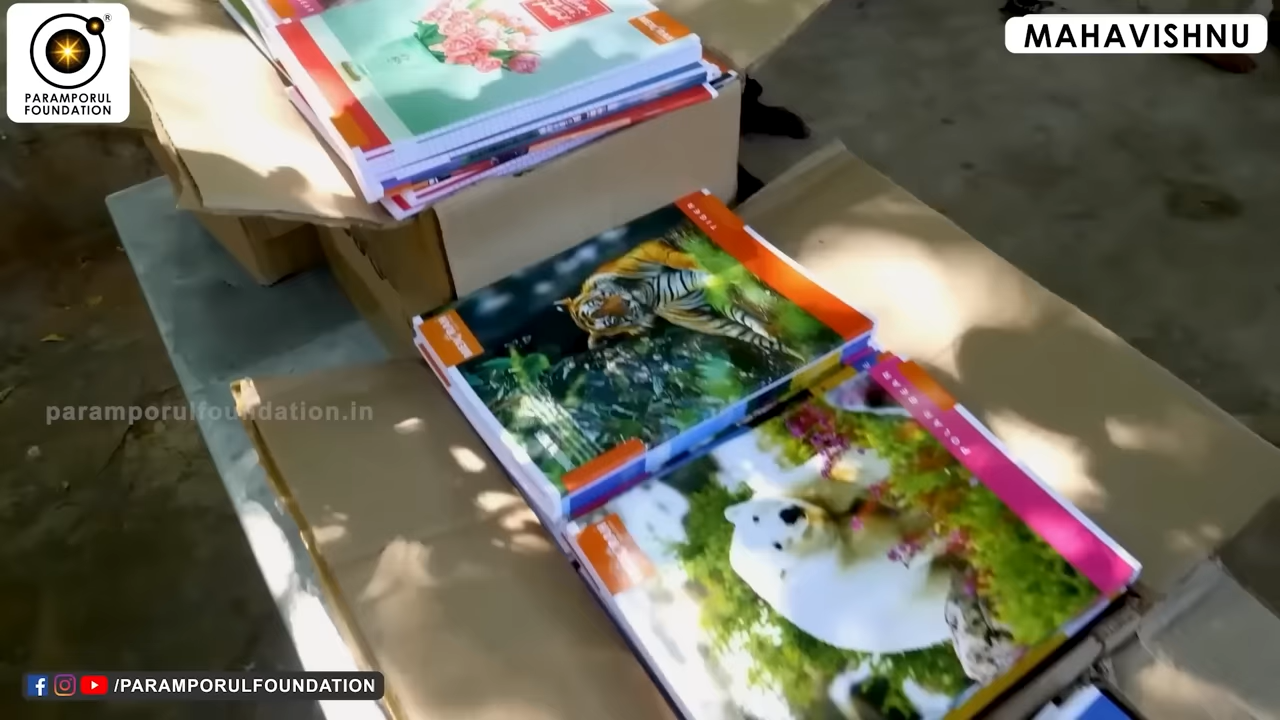 PARAMPORUL
FOUNDATION
MAHAVISHNU
TIGER
POLAR BEAR
paramporulfoundation.in
/PARAMPORULFOUNDATION